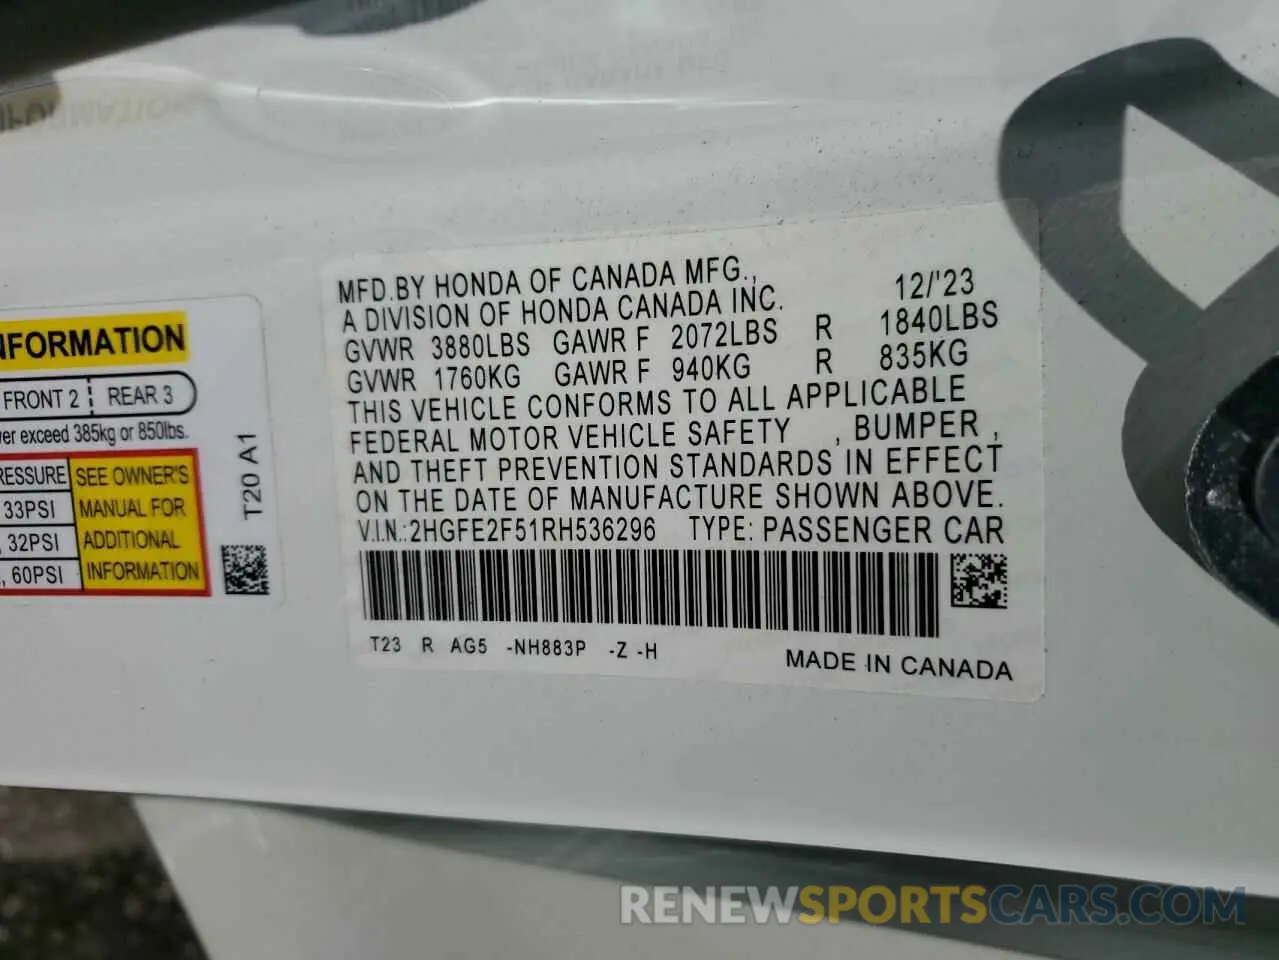 NFORMATION
FRONT 2 REAR 3
er exceed 385kg or 850lbs.
RESSURE SEE OWNER'S
33PSI MANUAL FOR
, 32PSI ADDITIONAL
, 60PSI INFORMATION
T20 A1
MFD.BY HONDA OF CANADA MFG., 12/'23
A DIVISION OF HONDA CANADA INC.
GVWR 3880LBS GAWR F 2072LBS R 1840LBS
GVWR 1760KG GAWR F 940KG R 835KG
THIS VEHICLE CONFORMS TO ALL APPLICABLE
FEDERAL MOTOR VEHICLE SAFETY , BUMPER ,
AND THEFT PREVENTION STANDARDS IN EFFECT
ON THE DATE OF MANUFACTURE SHOWN ABOVE.
V.I.N.:2HGFE2F51RH536296 TYPE: PASSENGER CAR
T23 R AG5 -NH883P -Z -H
MADE IN CANADA
RENEWSPORTSCARS.COM